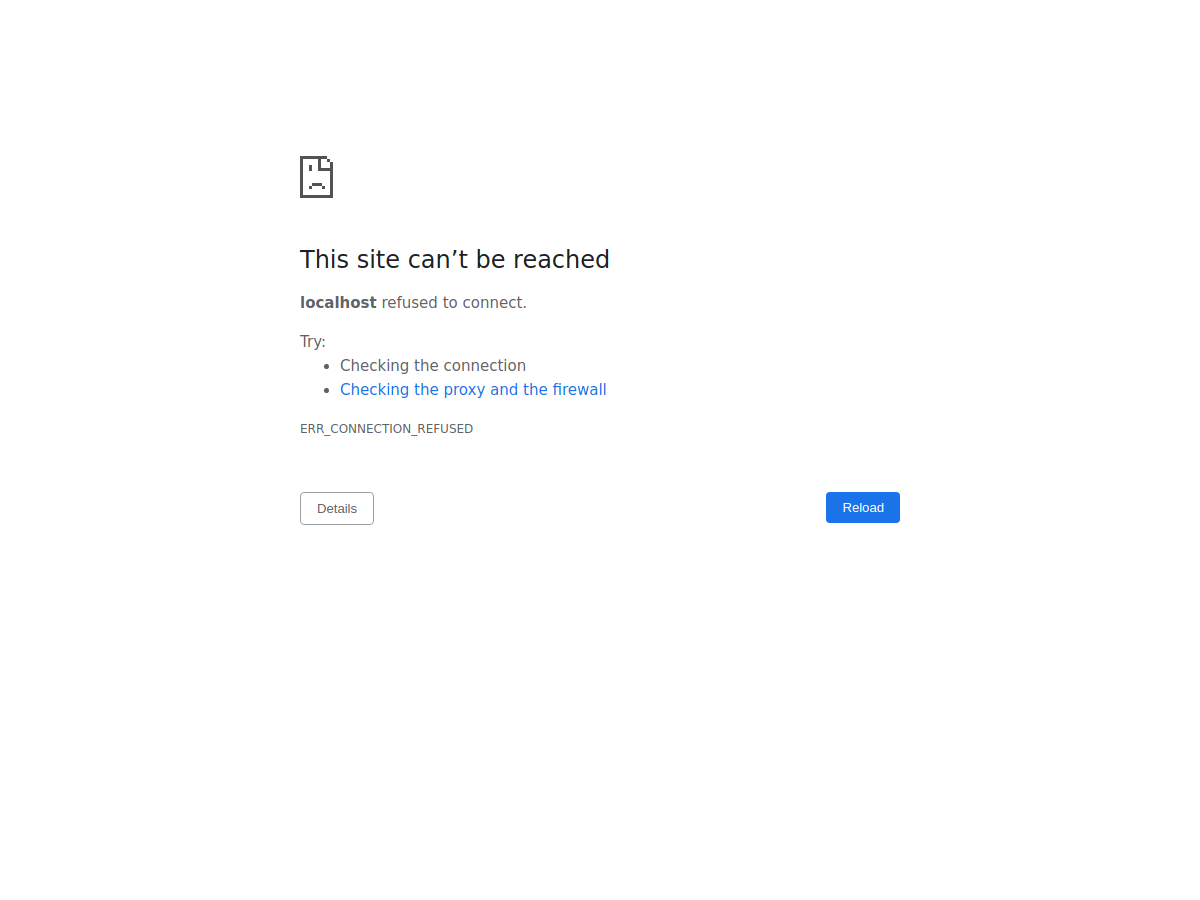 This site can’t be reached
localhost refused to connect.
Try:
Checking the connection
Checking the proxy and the firewall
ERR_CONNECTION_REFUSED
Details
Reload